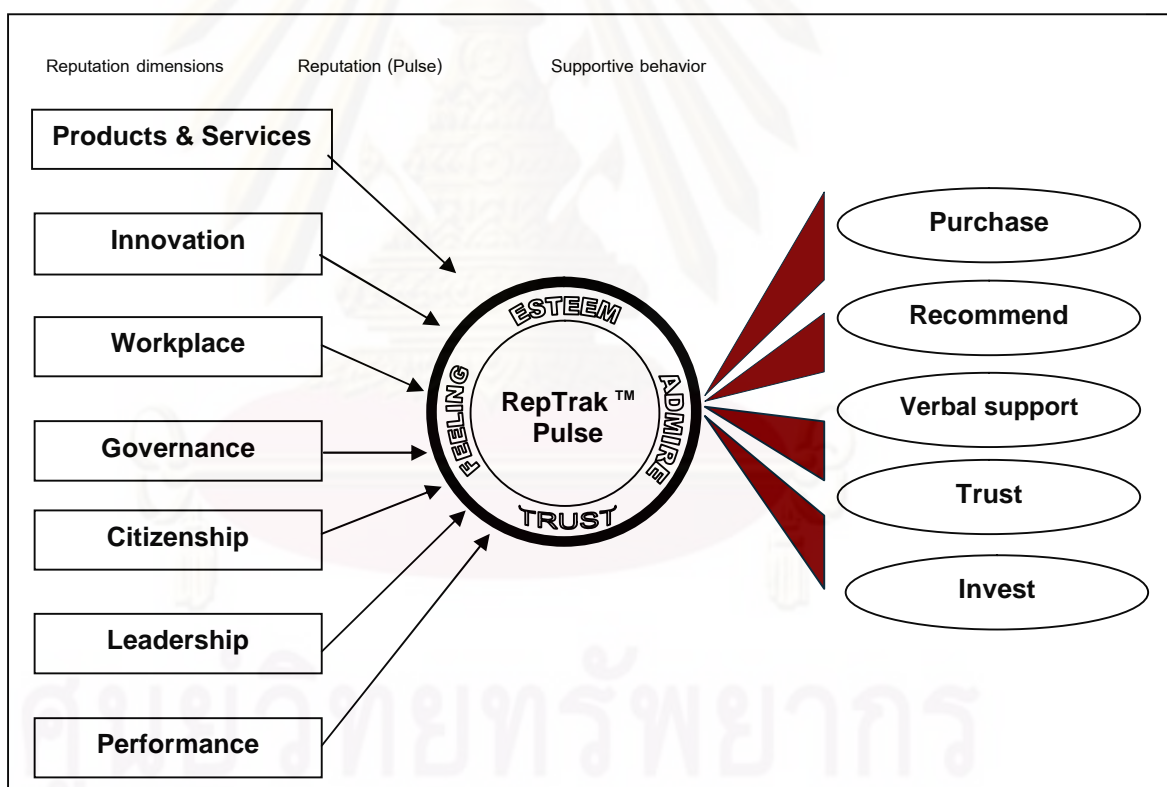 Reputation dimensions
Reputation (Pulse)
Supportive behavior
Products & Services
Innovation
Workplace
Governance
Citizenship
Leadership
Performance
ESTEEM
FEELING
ADMIRE
TRUST
RepTrak ™
Pulse
Purchase
Recommend
Verbal support
Trust
Invest
ศูนย์วิทยทรัพยากร